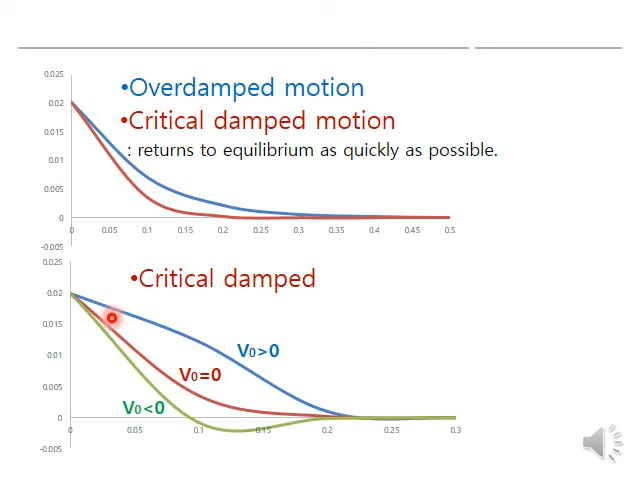 0.025
•Overdamped motion
0.02
•Critical damped motion
0.015
: returns to equilibrium as quickly as possible.
0.01
0.005
0
0 0.05 0.1 0.15 0.2 0.25 0.3 0.35 0.4 0.45 0.5
-0.005
0.025
•Critical damped
0.02
0.015
V0>0
0.01
V0=0
0.005
V0<0
0
0 0.05 0.1 0.15 0.2 0.25 0.3
-0.005